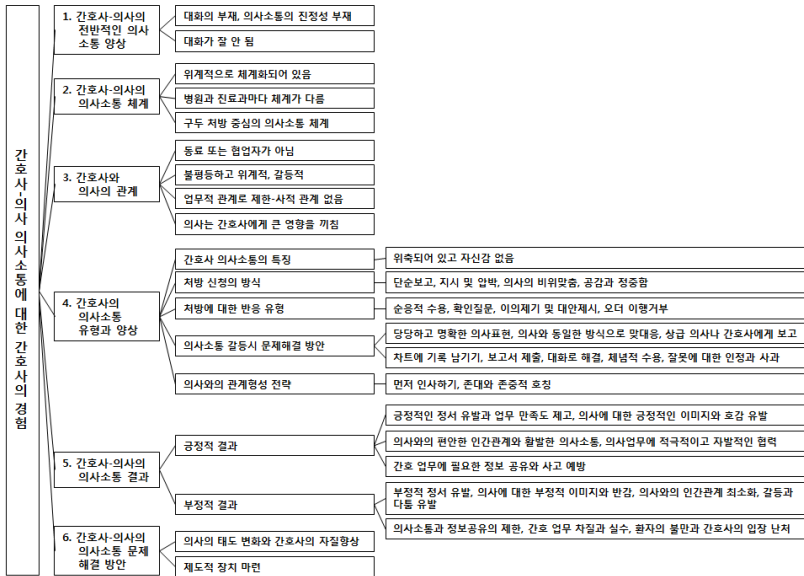 간호사-의사 의사소통에 대한 간호사의 경험
1. 간호사-의사의
전반적인 의사
소통 양상
대화의 부재, 의사소통의 진정성 부재
대화가 잘 안 됨
2. 간호사-의사의
의사소통 체계
위계적으로 체계화되어 있음
병원과 진료과마다 체계가 다름
구두 처방 중심의 의사소통 체계
3. 간호사와
의사의 관계
동료 또는 협업자가 아님
불평등하고 위계적, 갈등적
업무적 관계로 제한-사적 관계 없음
의사는 간호사에게 큰 영향을 끼침
4. 간호사의
의사소통
유형과 양상
간호사 의사소통의 특징
위축되어 있고 자신감 없음
처방 신청의 방식
단순보고, 지시 및 압박, 의사의 비위맞춤, 공감과 정중함
처방에 대한 반응 유형
순응적 수용, 확인질문, 이의제기 및 대안제시, 오더 이행거부
의사소통 갈등시 문제해결 방안
당당하고 명확한 의사표현, 의사와 동일한 방식으로 맞대응, 상급 의사나 간호사에게 보고
차트에 기록 남기기, 보고서 제출, 대화로 해결, 체념적 수용, 잘못에 대한 인정과 사과
의사와의 관계형성 전략
먼저 인사하기, 존대와 존중적 호칭
5. 간호사-의사의
의사소통 결과
긍정적 결과
긍정적인 정서 유발과 업무 만족도 제고, 의사에 대한 긍정적인 이미지와 호감 유발
의사와의 편안한 인간관계와 활발한 의사소통, 의사업무에 적극적이고 자발적인 협력
간호 업무에 필요한 정보 공유와 사고 예방
부정적 결과
부정적 정서 유발, 의사에 대한 부정적 이미지와 반감, 의사와의 인간관계 최소화, 갈등과
다툼 유발
의사소통과 정보공유의 제한, 간호 업무 차질과 실수, 환자의 불만과 간호사의 입장 난처
6. 간호사-의사의
의사소통 문제
해결 방안
의사의 태도 변화와 간호사의 자질향상
제도적 장치 마련